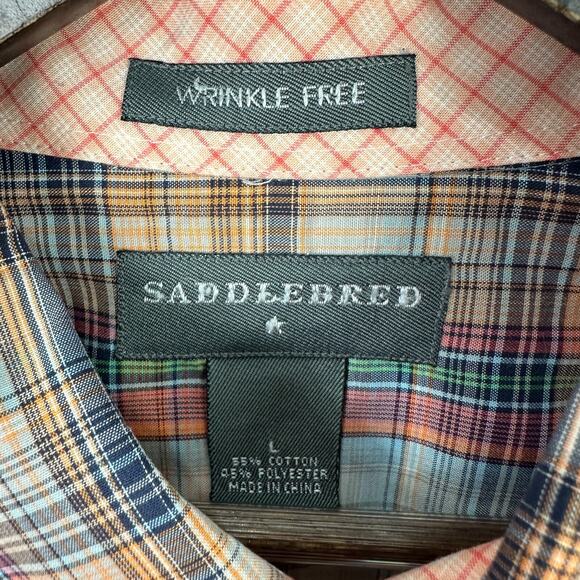 WRINKLE FREE
SADDLEBRED
L
55% COTTON
45% POLYESTER
MADE IN CHINA